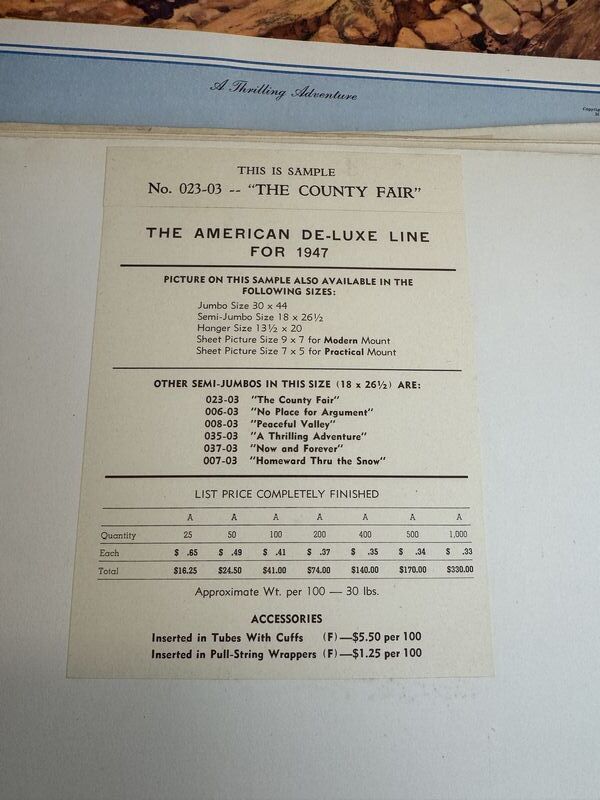 A Thrilling Adventure
THIS IS SAMPLE
No. 023-03 -- "THE COUNTY FAIR"
THE AMERICAN DE-LUXE LINE
FOR 1947
PICTURE ON THIS SAMPLE ALSO AVAILABLE IN THE
FOLLOWING SIZES:
Jumbo Size 30 x 44
Semi-Jumbo Size 18 x 26½
Hanger Size 13½ x 20
Sheet Picture Size 9 x 7 for Modern Mount
Sheet Picture Size 7 x 5 for Practical Mount
OTHER SEMI-JUMBOS IN THIS SIZE (18 x 26½) ARE:
023-03 "The County Fair"
006-03 "No Place for Argument"
008-03 "Peaceful Valley"
035-03 "A Thrilling Adventure"
037-03 "Now and Forever"
007-03 "Homeward Thru the Snow"
LIST PRICE COMPLETELY FINISHED
A A A A A A A
Quantity 25 50 100 200 400 500 1,000
Each $ .65 $ .49 $ .41 $ .37 $ .35 $ .34 $ .33
Total $16.25 $24.50 $41.00 $74.00 $140.00 $170.00 $330.00
Approximate Wt. per 100 — 30 lbs.
ACCESSORIES
Inserted in Tubes With Cuffs (F)—$5.50 per 100
Inserted in Pull-String Wrappers (F)—$1.25 per 100